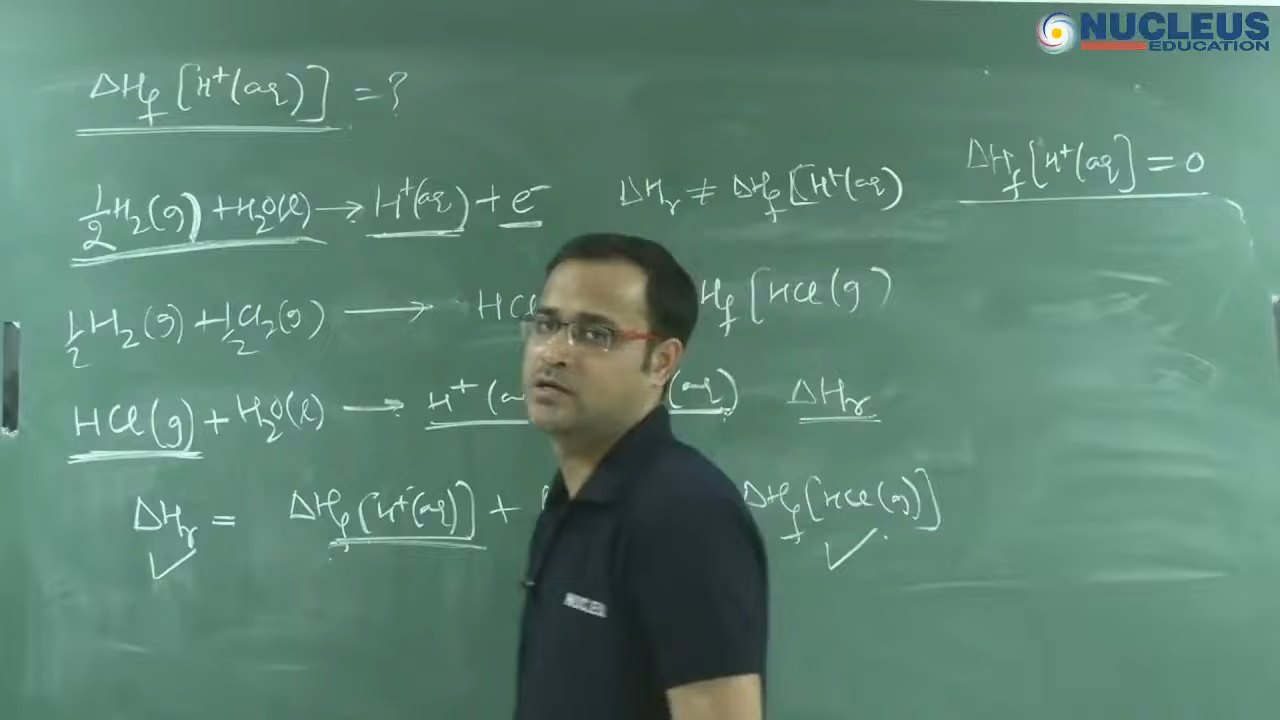 NUCLEUS
EDUCATION
ΔHf [H⁺(aq)] = ?
ΔHf [H⁺(aq] = 0
½H₂(g) + H₂O(l) → H⁺(aq) + e⁻ ΔHr ≠ ΔHf [H⁺(aq)
½H₂(g) + ½Cl₂(g) → HCl Hf [HCl(g)
HCl(g) + H₂O(l) → H⁺(a (aq) ΔHr
ΔHr = ΔHf [H⁺(aq)] + ΔHf [HCl(g)]
✓ ✓
NUCLEUS